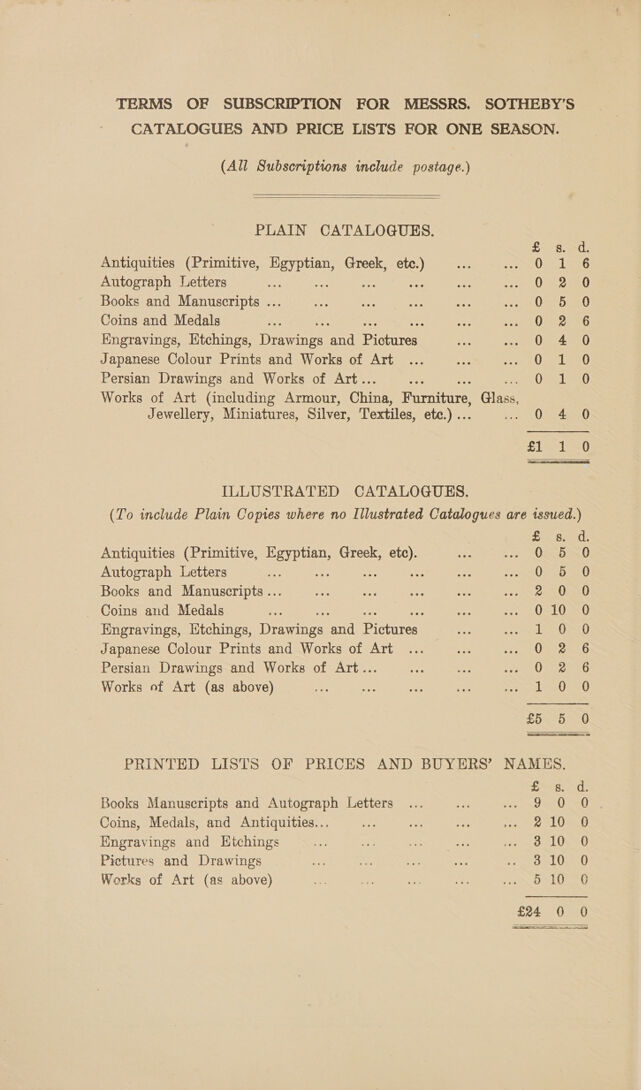 TERMS OF SUBSCRIPTION FOR MESSRS. SOTHEBY'S
CATALOGUES AND PRICE LISTS FOR ONE SEASON.
(All Subscriptions include postage.)
PLAIN CATALOGUES.
£ s. d.
Antiquities (Primitive, Egyptian, Greek, etc.) ... ... 0 1 6
Autograph Letters ... ... ... ... ... ... 0 2 0
Books and Manuscripts ... ... ... ... ... ... 0 5 0
Coins and Medals ... ... ... ... ... ... 0 2 6
Engravings, Etchings, Drawings and Pictures ... ... 0 4 0
Japanese Colour Prints and Works of Art ... ... ... 0 1 0
Persian Drawings and Works of Art ... ... ... ... 0 1 0
Works of Art (including Armour, China, Furniture, Glass,
Jewellery, Miniatures, Silver, Textiles, etc.) ... ... 0 4 0
£1 1 0
ILLUSTRATED CATALOGUES.
(To include Plain Copies where no Illustrated Catalogues are issued.)
£ s. d.
Antiquities (Primitive, Egyptian, Greek, etc). ... ... 0 5 0
Autograph Letters ... ... ... ... ... ... 0 5 0
Books and Manuscripts ... ... ... ... ... ... 2 0 0
Coins and Medals ... ... ... ... ... ... 0 10 0
Engravings, Etchings, Drawings and Pictures ... ... 1 0 0
Japanese Colour Prints and Works of Art ... ... ... 0 2 6
Persian Drawings and Works of Art ... ... ... ... 0 2 6
Works of Art (as above) ... ... ... ... ... 1 0 0
£5 5 0
PRINTED LISTS OF PRICES AND BUYERS' NAMES.
£ s. d.
Books Manuscripts and Autograph Letters ... ... ... 9 0 0
Coins, Medals, and Antiquities... ... ... ... ... 2 10 0
Engravings and Etchings ... ... ... ... ... 3 10 0
Pictures and Drawings ... ... ... ... .. 3 10 0
Works of Art (as above) ... ... ... ... ... 5 10 0
£24 0 0